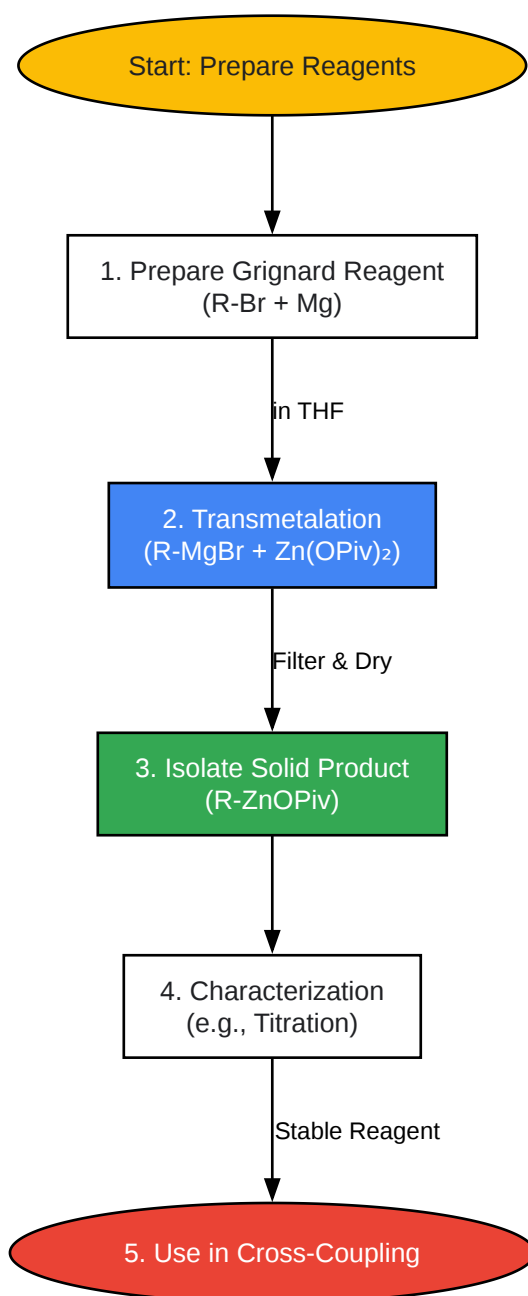 Start: Prepare Reagents
1. Prepare Grignard Reagent
(R-Br + Mg)
in THF
2. Transmetalation
(R-MgBr + Zn(OPiv)₂)
Filter & Dry
3. Isolate Solid Product
(R-ZnOPiv)
4. Characterization
(e.g., Titration)
Stable Reagent
5. Use in Cross-Coupling